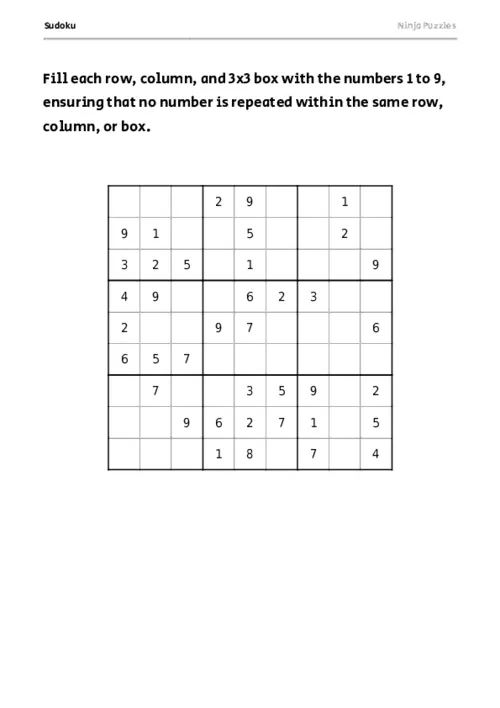 Sudoku Ninja Puzzles
Fill each row, column, and 3x3 box with the numbers 1 to 9,
ensuring that no number is repeated within the same row,
column, or box.
2 9 1
9 1 5 2
3 2 5 1 9
4 9 6 2 3
2 9 7 6
6 5 7
7 3 5 9 2
9 6 2 7 1 5
1 8 7 4